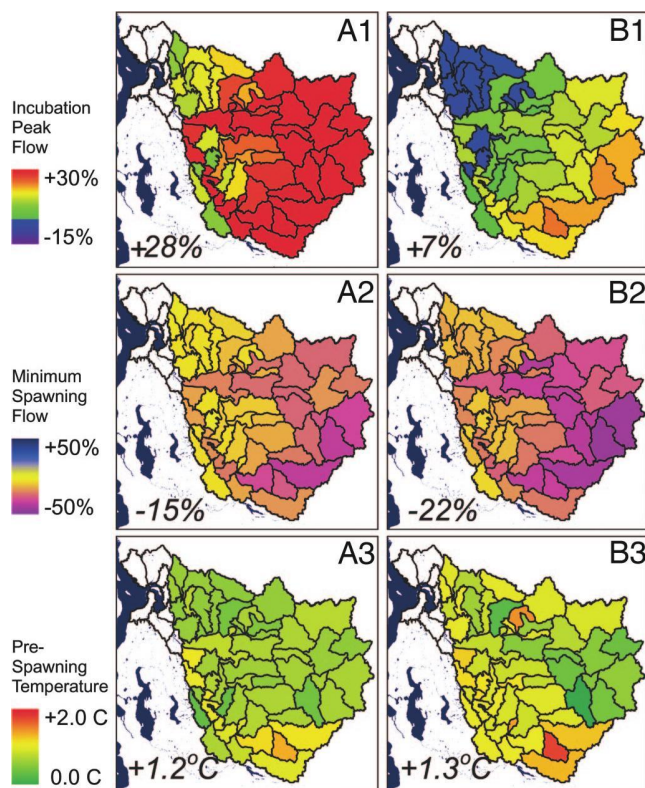 A1
B1
Incubation
Peak
Flow
+30%
-15%
+28%
+7%
A2
B2
Minimum
Spawning
Flow
+50%
-50%
-15%
-22%
A3
B3
Pre-
Spawning
Temperature
+2.0 C
0.0 C
+1.2°C
+1.3°C